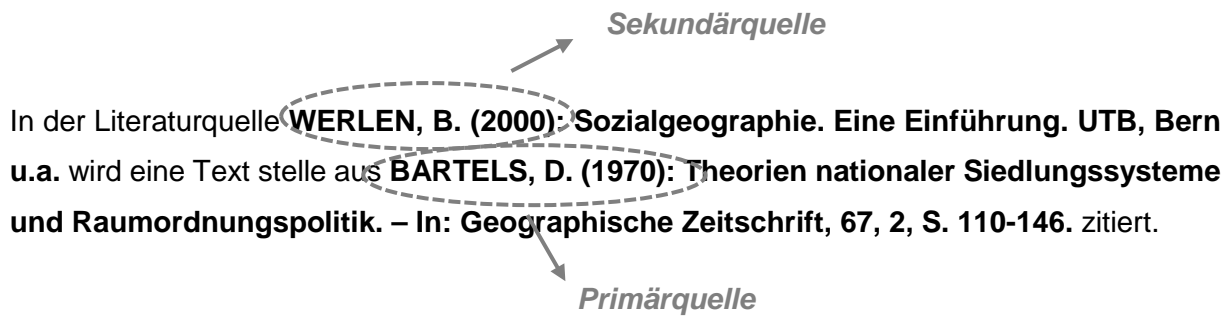 Sekundärquelle
In der Literaturquelle WERLEN, B. (2000): Sozialgeographie. Eine Einführung. UTB, Bern
u.a. wird eine Text stelle aus BARTELS, D. (1970): Theorien nationaler Siedlungssysteme
und Raumordnungspolitik. – In: Geographische Zeitschrift, 67, 2, S. 110-146. zitiert.
Primärquelle